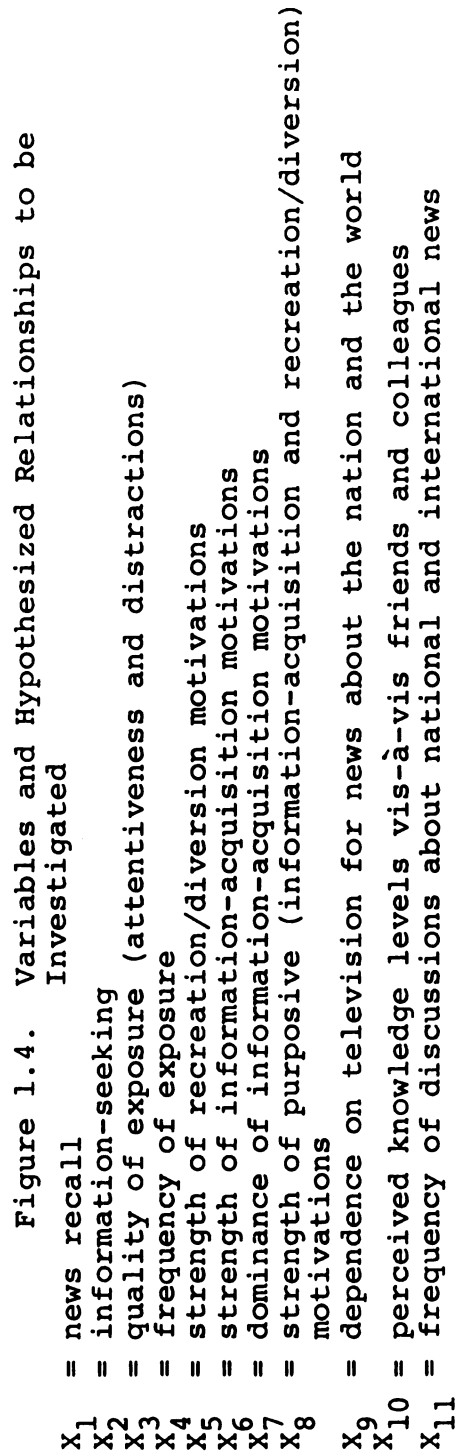 Figure 1.4. Variables and Hypothesized Relationships to be
Investigated
X1 = news recall
X2 = information-seeking
X3 = quality of exposure (attentiveness and distractions)
X4 = frequency of exposure
X5 = strength of recreation/diversion motivations
X6 = strength of information-acquisition motivations
X7 = dominance of information-acquisition motivations
X8 = strength of purposive (information-acquisition and recreation/diversion)
motivations
X9 = dependence on television for news about the nation and the world
X10 = perceived knowledge levels vis-à-vis friends and colleagues
X11 = frequency of discussions about national and international news